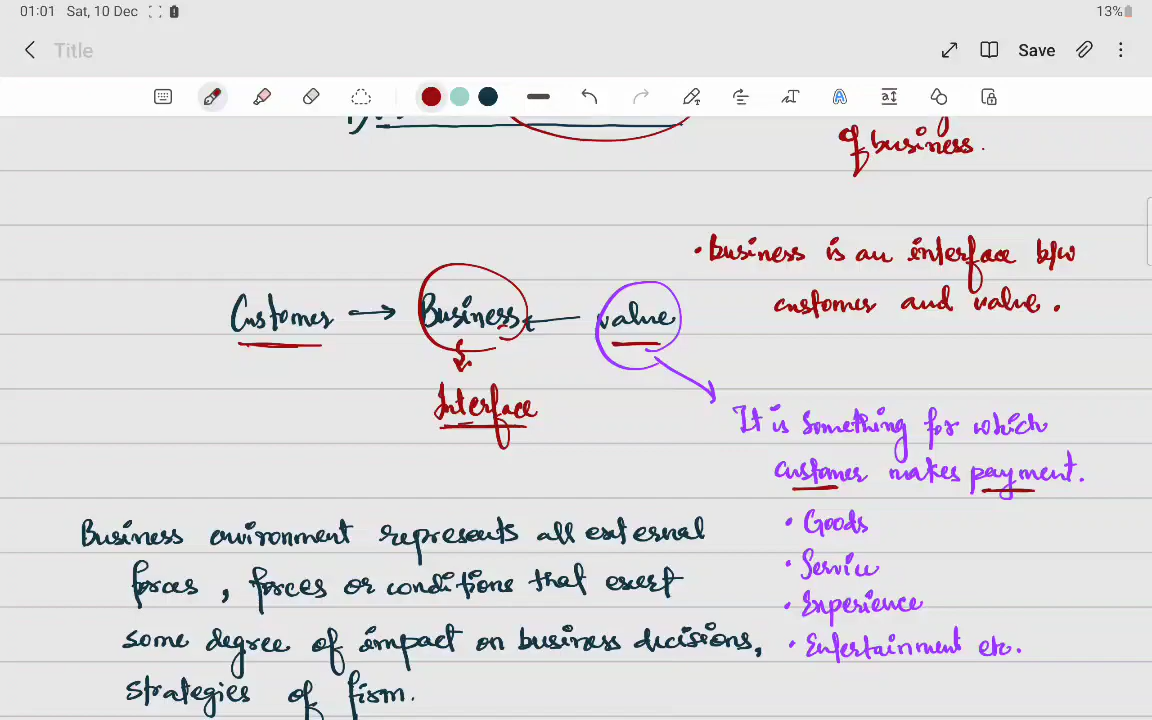 01:01 Sat, 10 Dec
13%
Title
Save
of business.
• Business is an interface b/w
customer and value.
Customer → Business ← value
Interface
It is something for which
customer makes payment.
• Goods
• Service
• Experience
• Entertainment etc.
Business environment represents all external
forces, forces or conditions that exert
some degree of impact on business decisions,
strategies of firm.